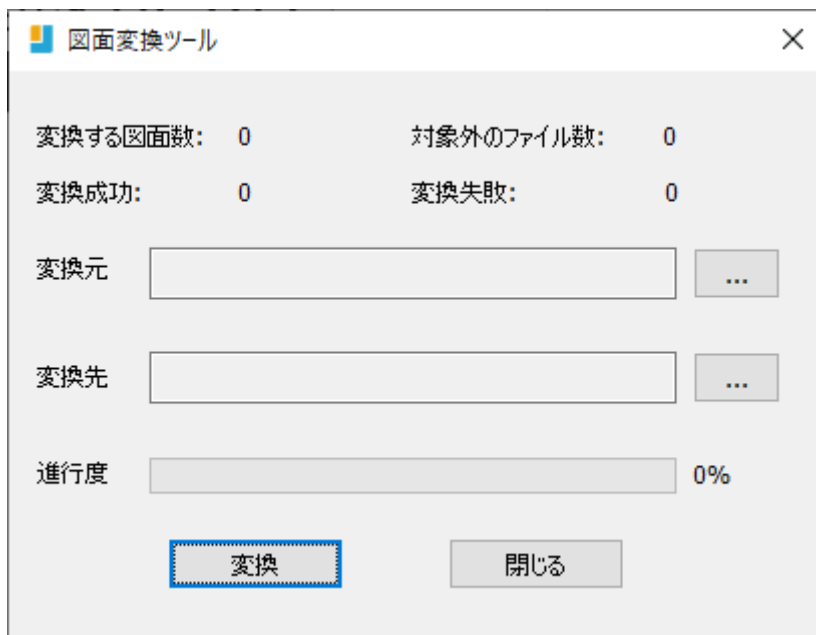 図面変換ツール
変換する図面数: 0 対象外のファイル数: 0
変換成功: 0 変換失敗: 0
変換元 ...
変換先 ...
進行度 0%
変換 閉じる